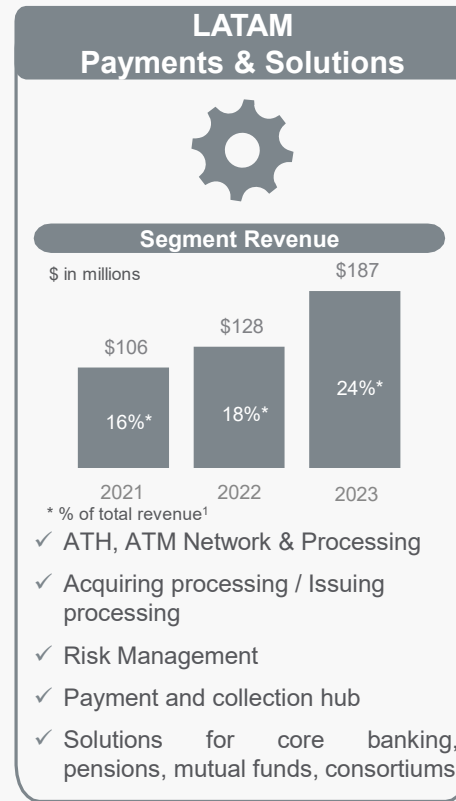 LATAM
Payments & Solutions
Segment Revenue
$ in millions
$187
$128
$106
24%*
18%*
16%*
2021
2022
2023
* % of total revenue¹
✓ ATH, ATM Network & Processing
✓ Acquiring processing / Issuing
processing
✓ Risk Management
✓ Payment and collection hub
✓ Solutions for core banking,
pensions, mutual funds, consortiums